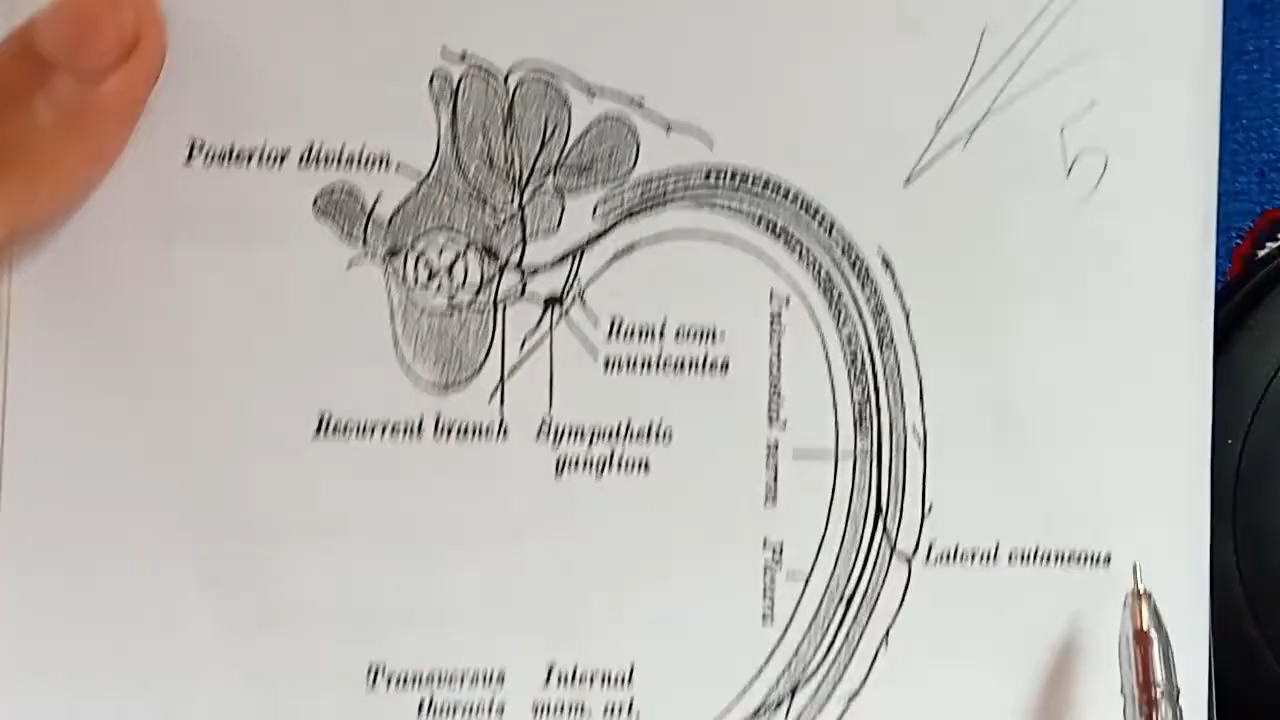 5
Posterior division
Rami com-
municantes
Recurrent branch
Sympathetic
ganglion
Intercostal nerve
Pleura
Lateral cutaneous
Transversus
thoracis
Internal
mam. art.